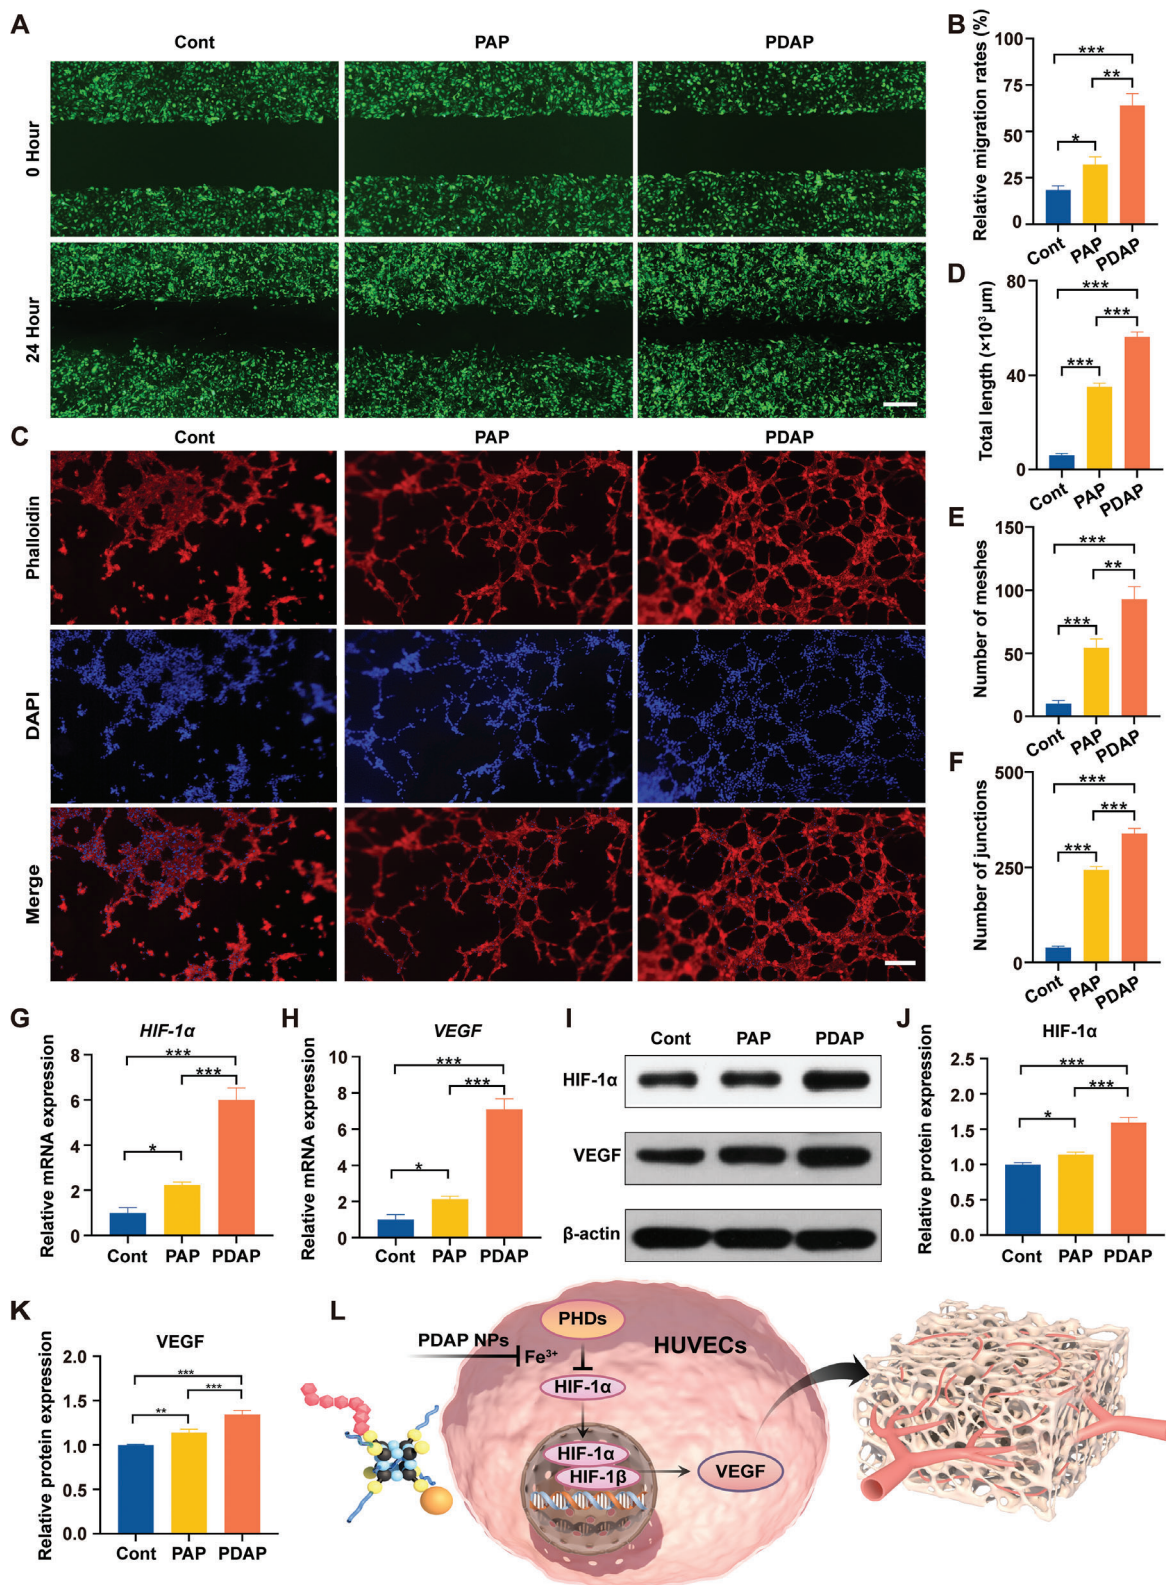 A
Cont
PAP
PDAP
0 Hour
24 Hour
B
Relative migration rates (%)
100
75
50
25
0
***
**
*
Cont
PAP
PDAP
C
Cont
PAP
PDAP
Phalloidin
DAPI
Merge
D
Total length (×10³ μm)
80
40
0
***
***
***
Cont
PAP
PDAP
E
Number of meshes
150
100
50
0
***
**
***
Cont
PAP
PDAP
F
Number of junctions
500
250
0
***
***
***
Cont
PAP
PDAP
G
HIF-1α
Relative mRNA expression
8
6
4
2
0
***
***
*
Cont
PAP
PDAP
H
VEGF
Relative mRNA expression
10
8
6
4
2
0
***
***
*
Cont
PAP
PDAP
I
Cont
PAP
PDAP
HIF-1α
VEGF
β-actin
J
HIF-1α
Relative protein expression
2.5
2.0
1.5
1.0
0.5
0.0
***
***
*
Cont
PAP
PDAP
K
VEGF
Relative protein expression
2.0
1.5
1.0
0.5
0.0
***
***
**
Cont
PAP
PDAP
L
PHDs
PDAP NPs
Fe³⁺
HUVECs
HIF-1α
HIF-1α
HIF-1β
VEGF